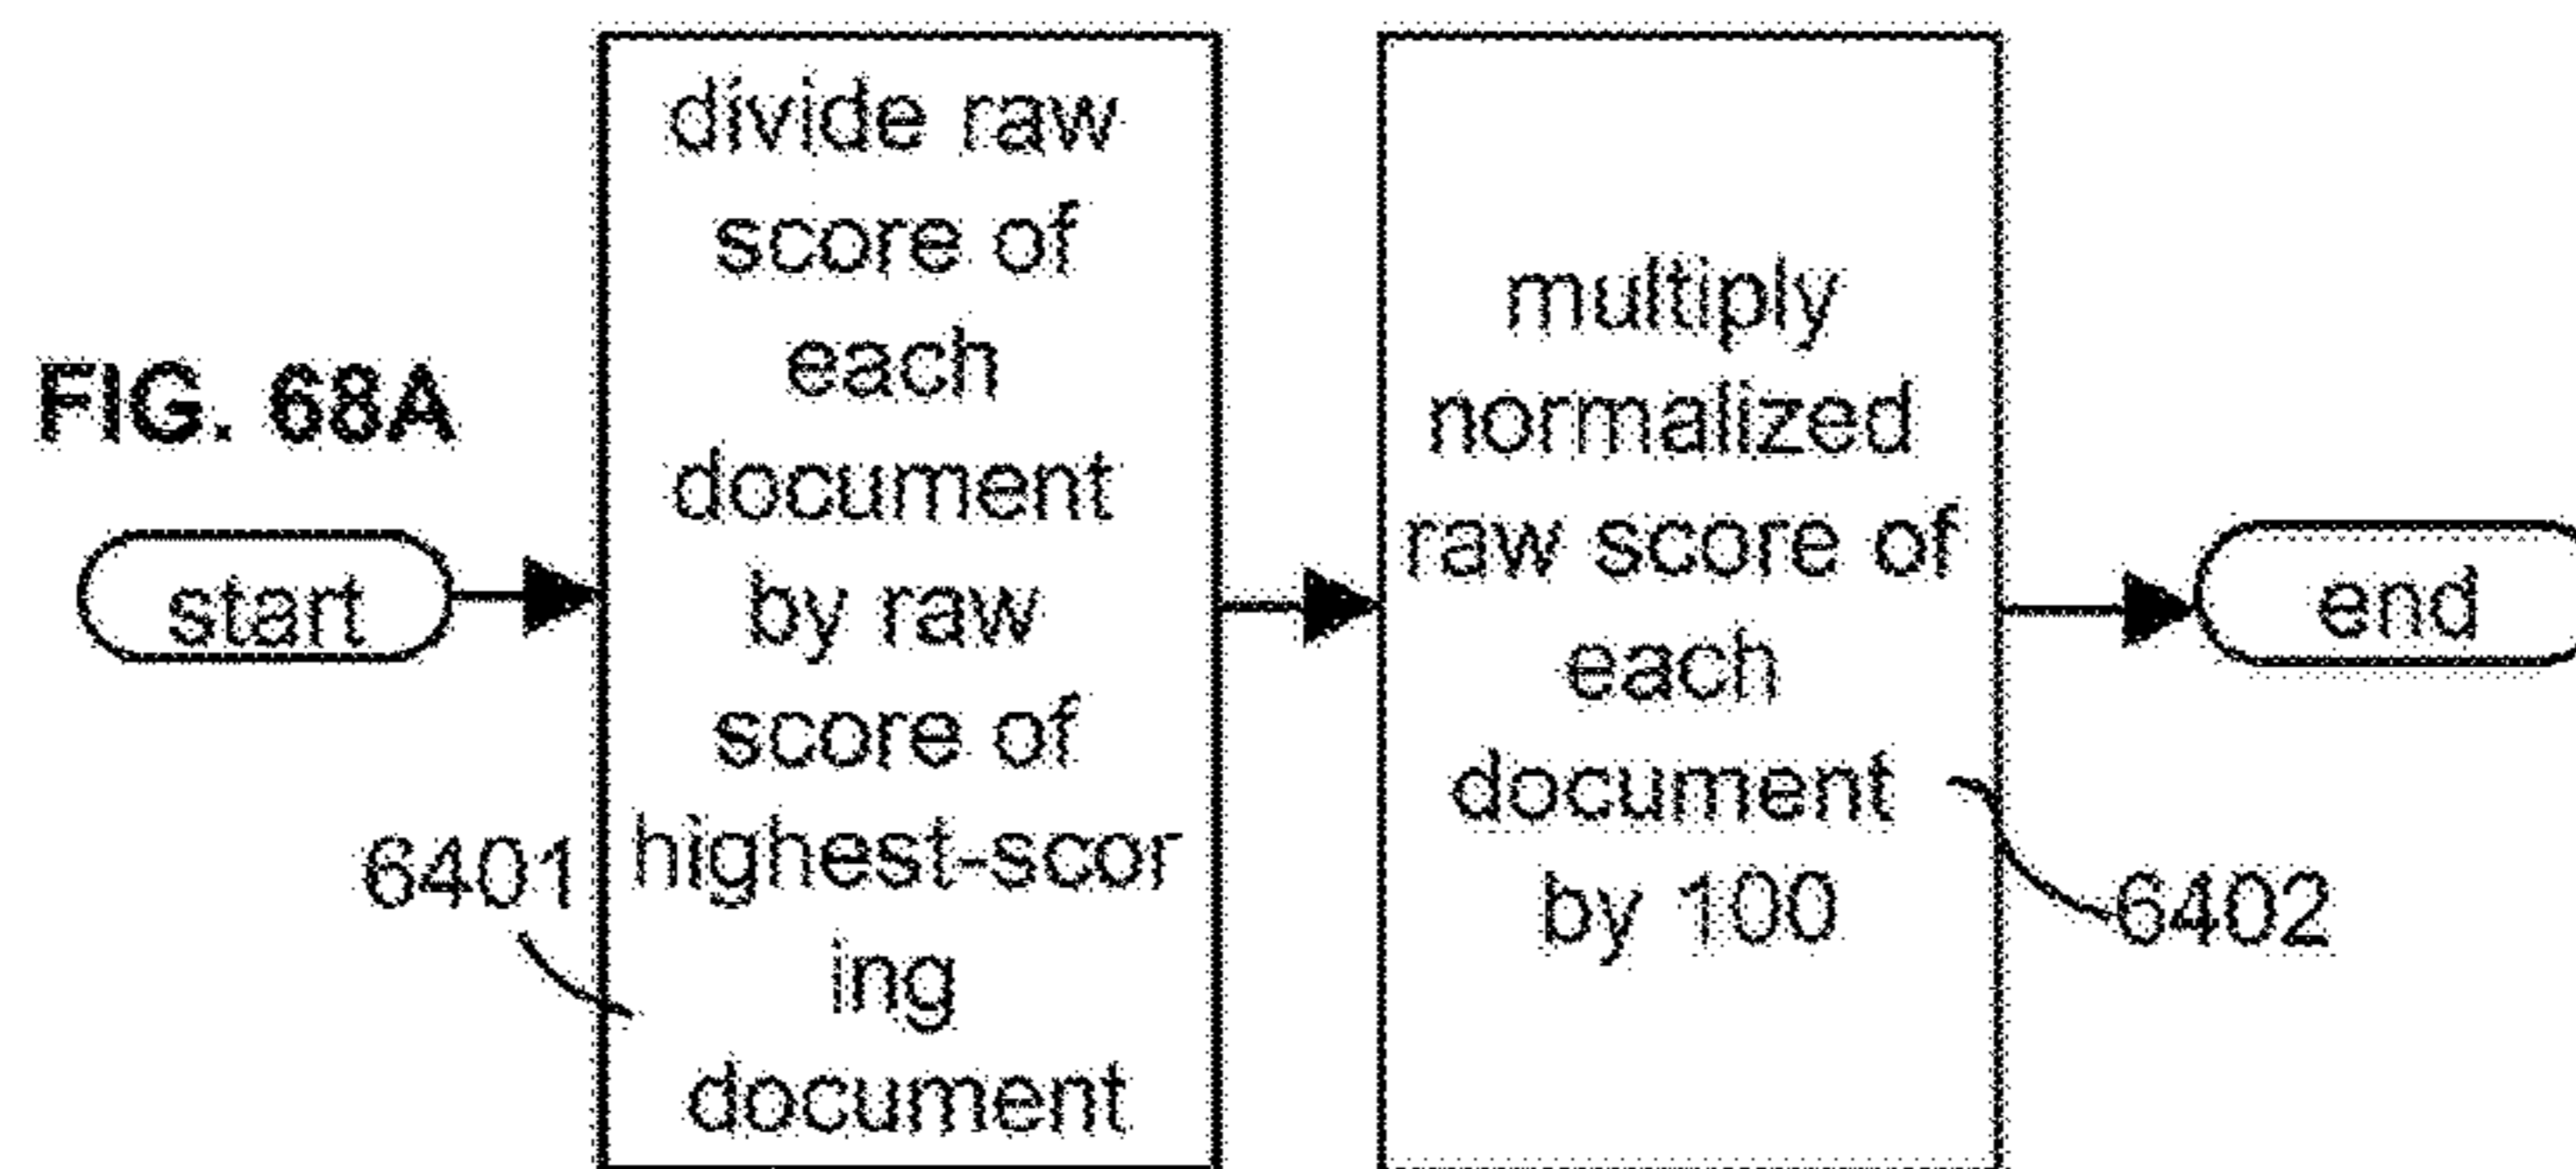 FIG. 68A
start
divide raw
score of
each
document
by raw
score of
highest-scor
ing
document
6401
multiply
normalized
raw score of
each
document
by 100
6402
end